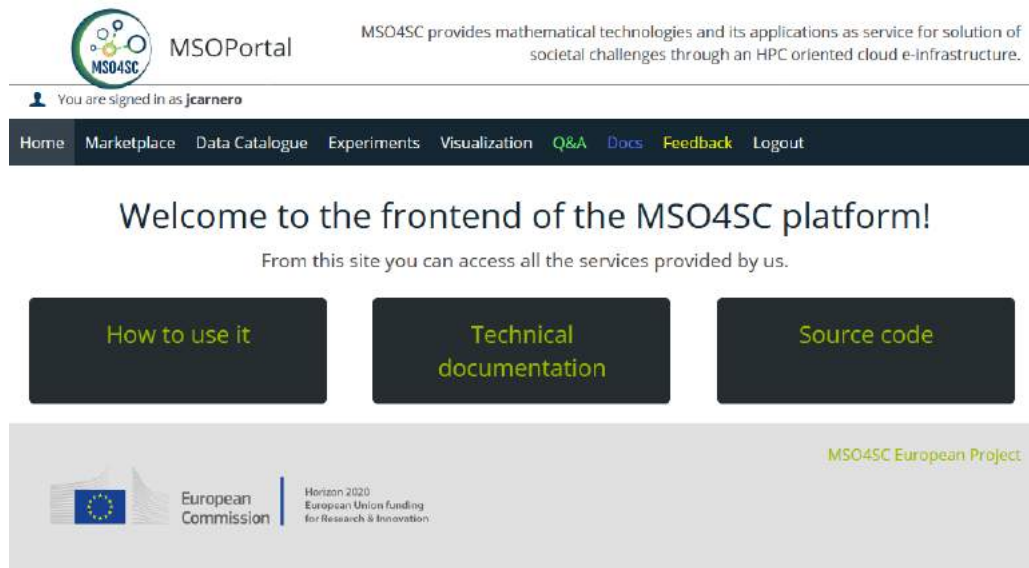 MSO4SC
MSOPortal
MSO4SC provides mathematical technologies and its applications as service for solution of
societal challenges through an HPC oriented cloud e-infrastructure.
You are signed in as jcarnero
Home Marketplace Data Catalogue Experiments Visualization Q&A Docs Feedback Logout
Welcome to the frontend of the MSO4SC platform!
From this site you can access all the services provided by us.
How to use it
Technical
documentation
Source code
MSO4SC European Project
European
Commission
Horizon 2020
European Union funding
for Research & Innovation